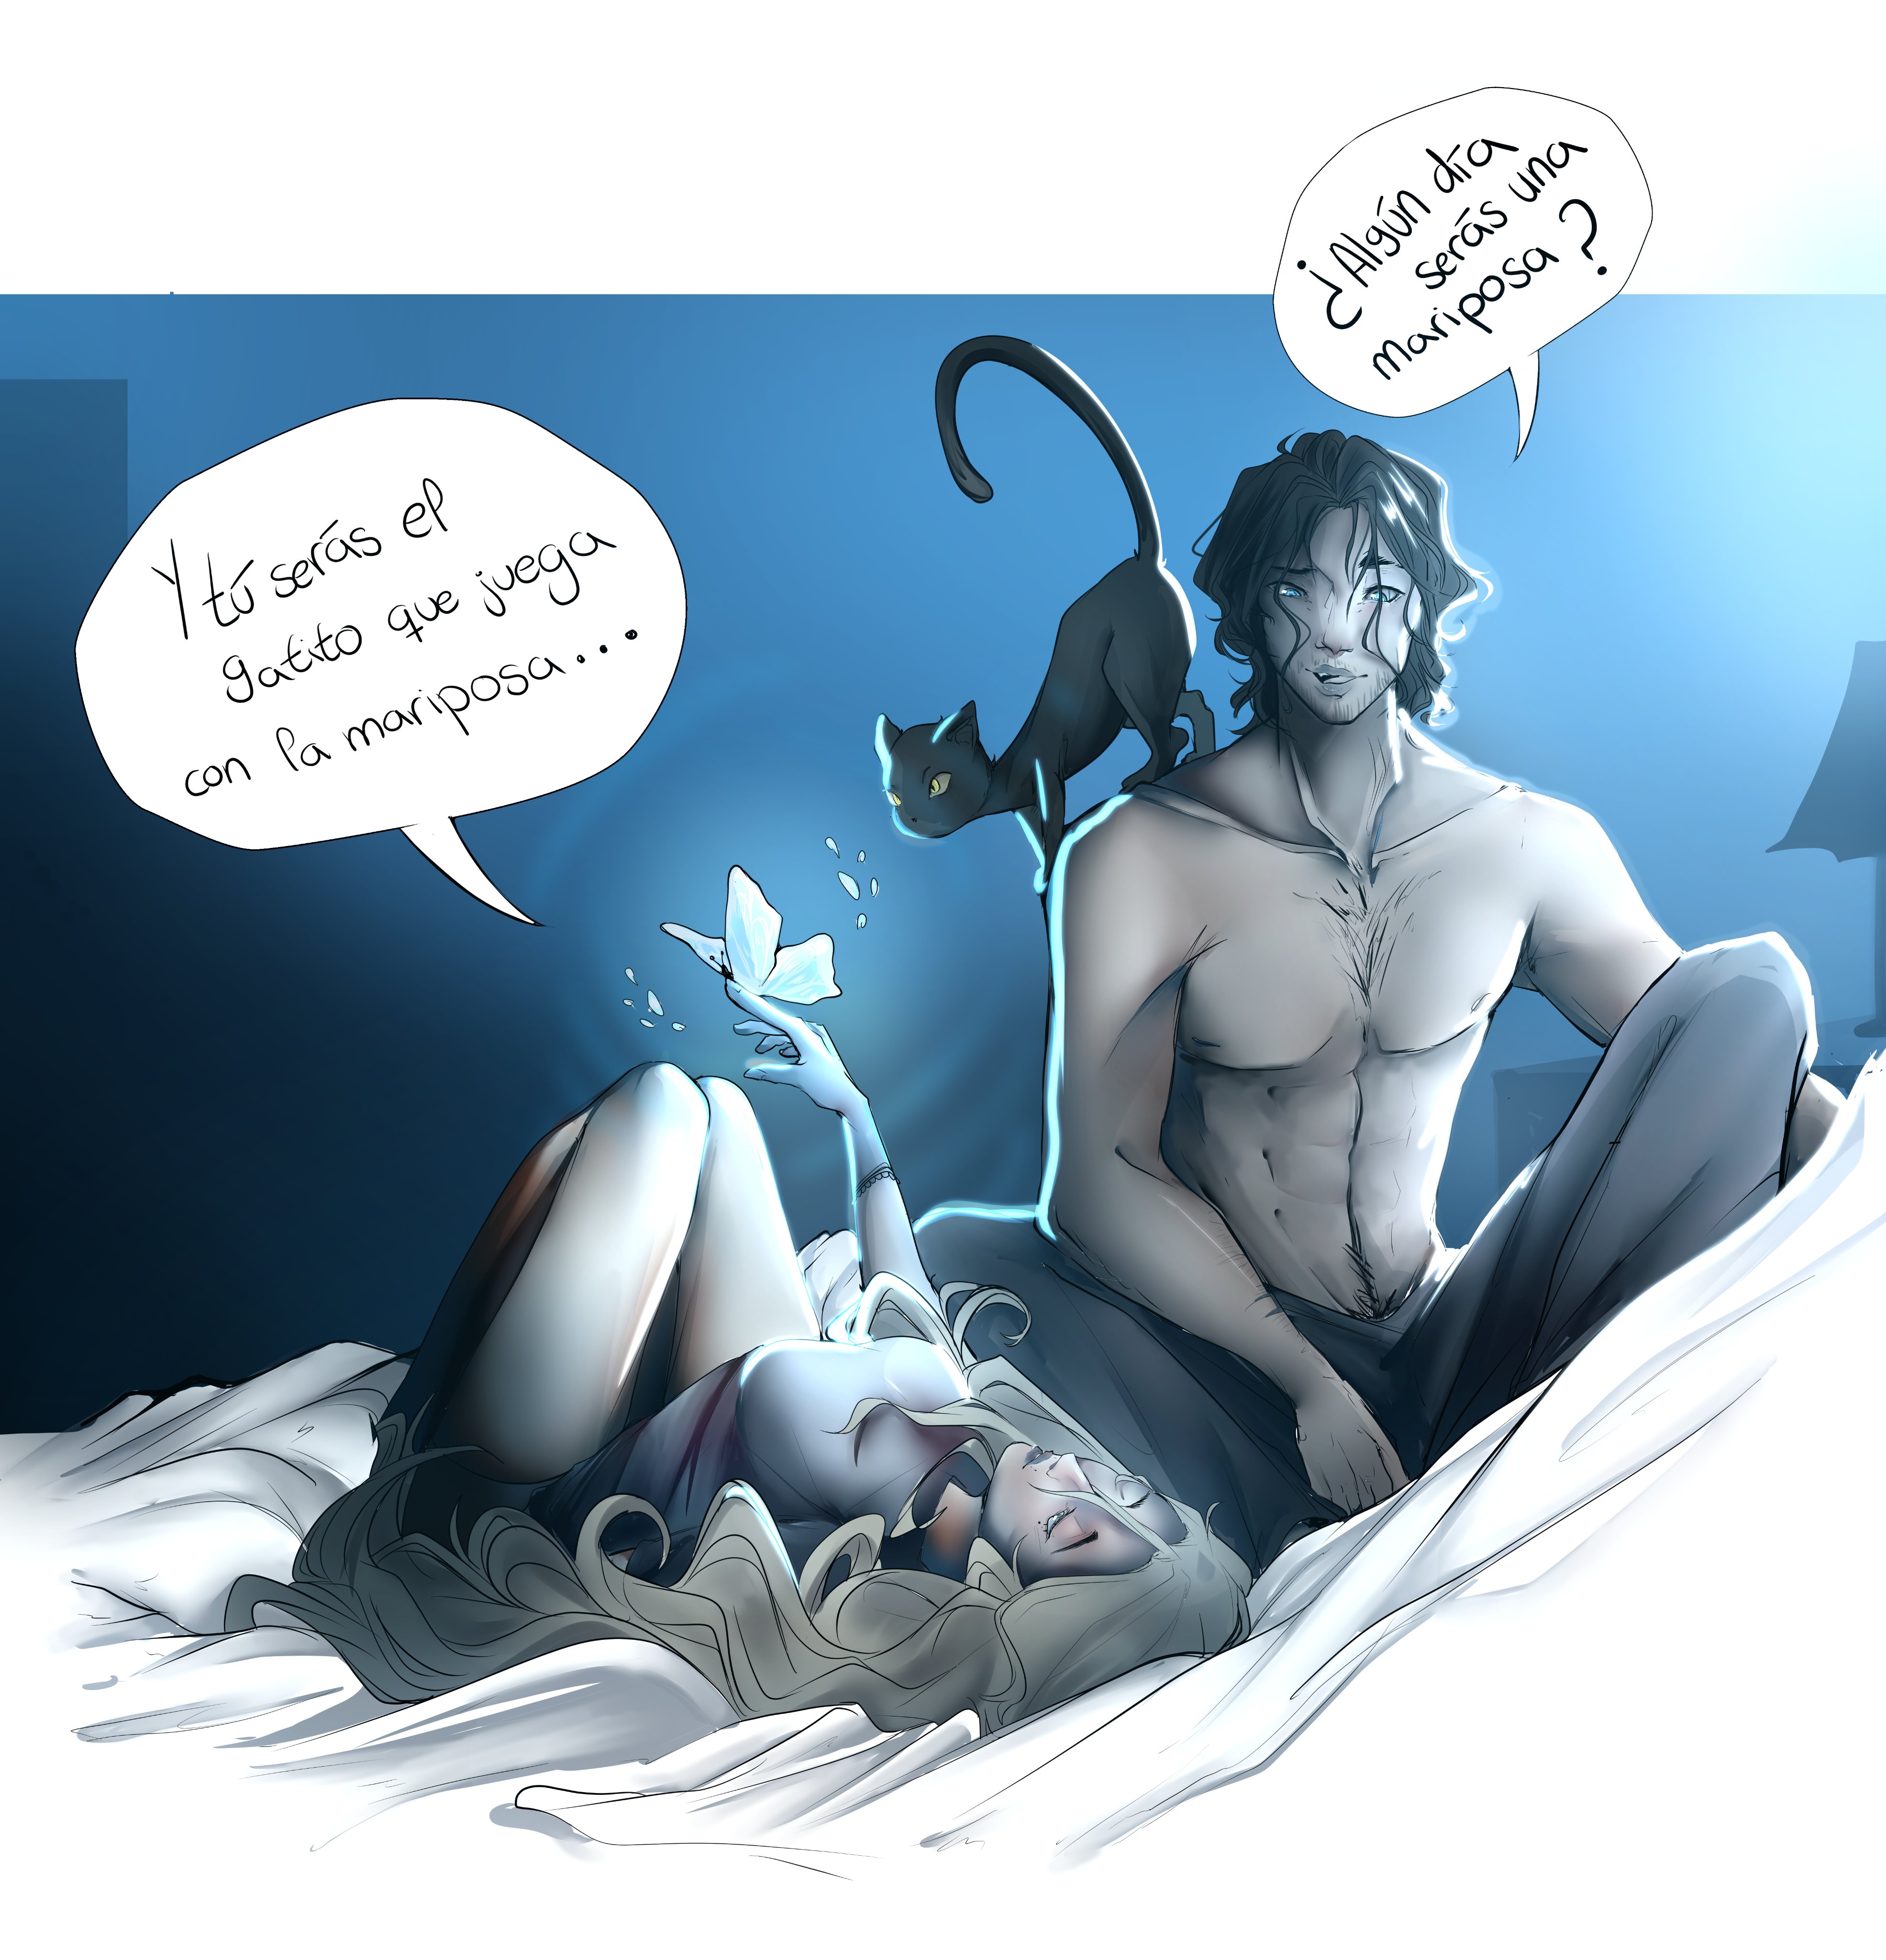 ¿Algún día
serás una
mariposa?
Y tú serás el
gatito que juega
con la mariposa...